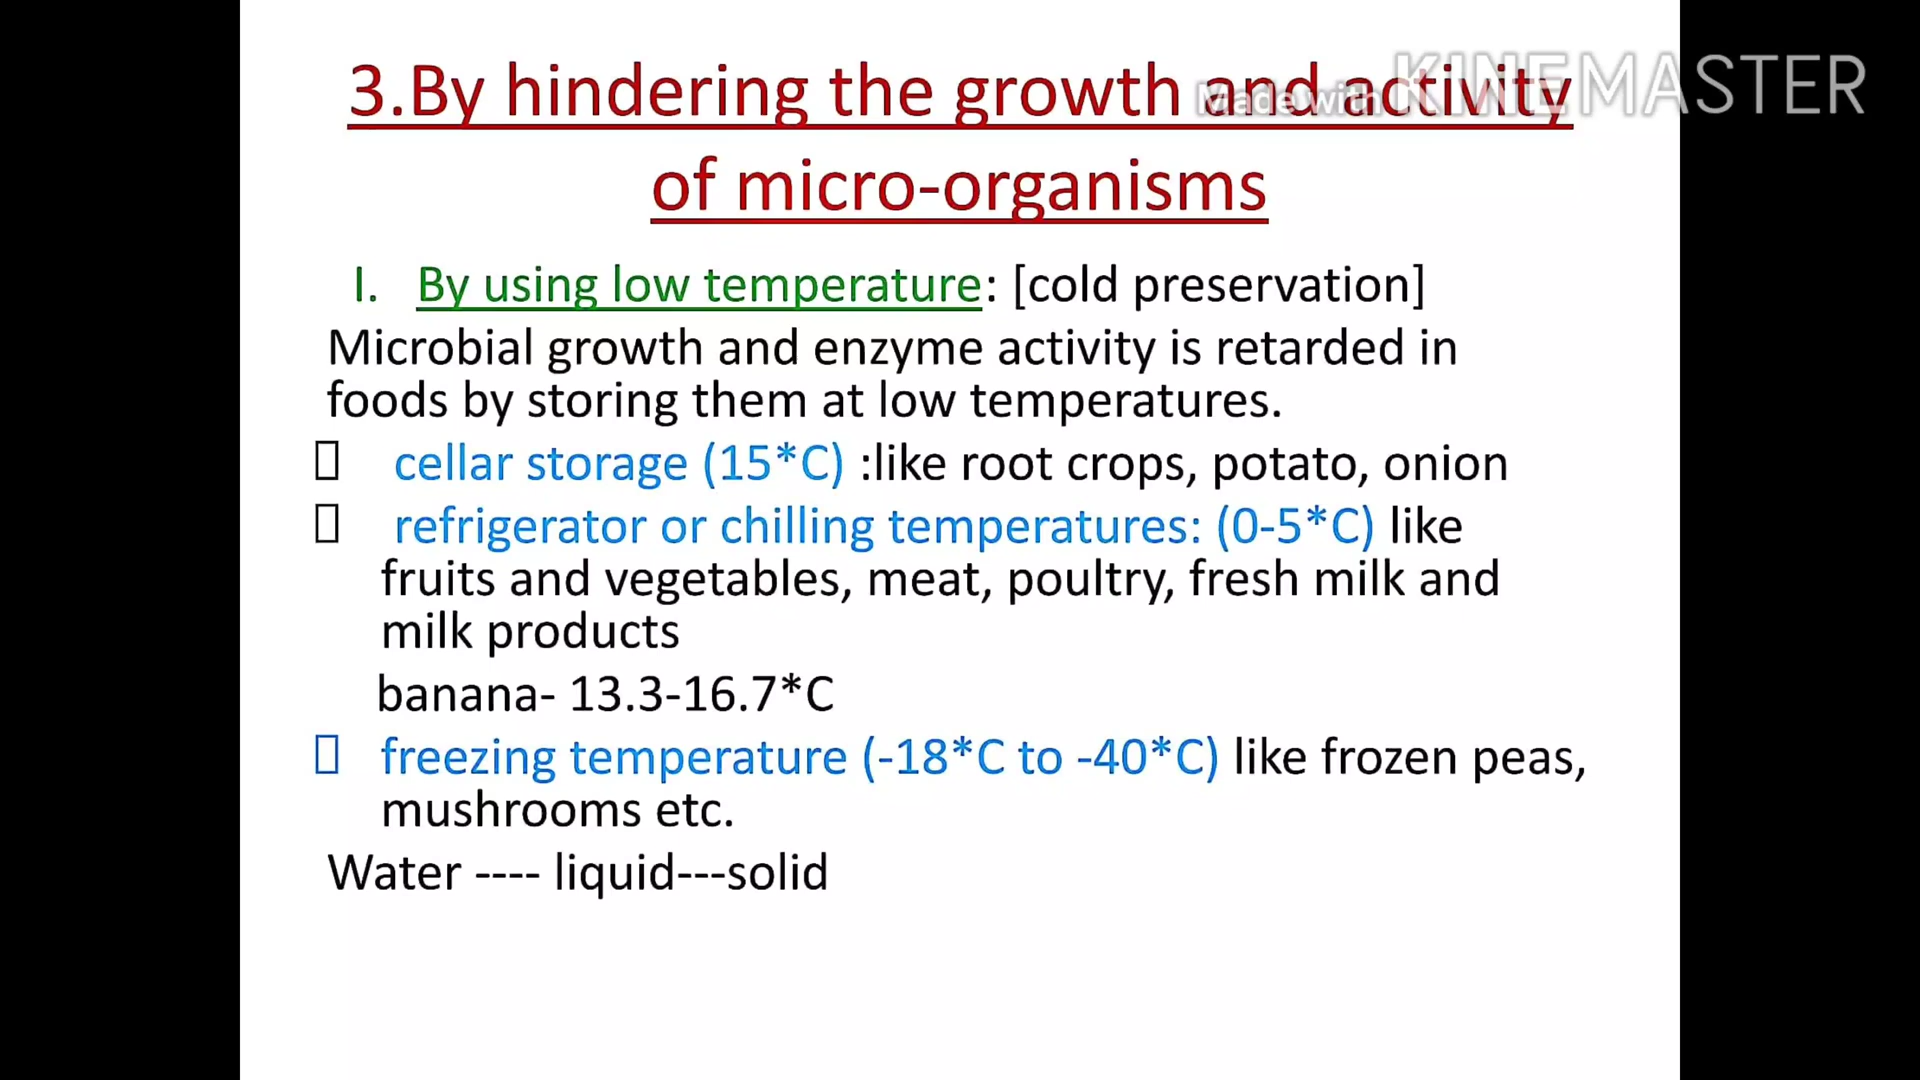 3.By hindering the growth and activity
Made with KINEMASTER
of micro-organisms
I. By using low temperature: [cold preservation]
Microbial growth and enzyme activity is retarded in
foods by storing them at low temperatures.
cellar storage (15*C) :like root crops, potato, onion
refrigerator or chilling temperatures: (0-5*C) like
fruits and vegetables, meat, poultry, fresh milk and
milk products
banana- 13.3-16.7*C
freezing temperature (-18*C to -40*C) like frozen peas,
mushrooms etc.
Water ---- liquid---solid